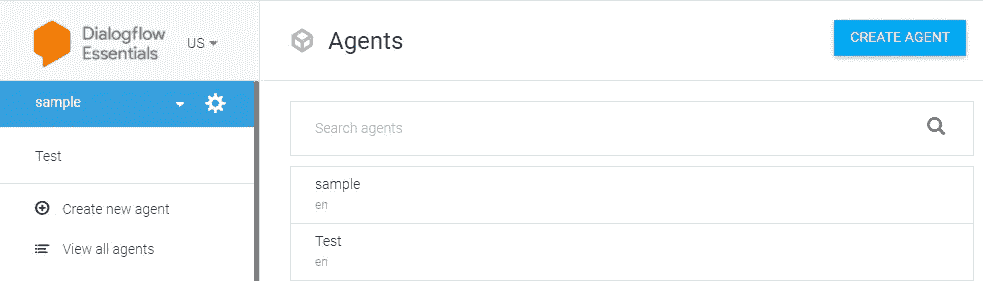 Dialogflow
Essentials
US
sample
Test
Create new agent
View all agents
Agents
CREATE AGENT
Search agents
sample
en
Test
en